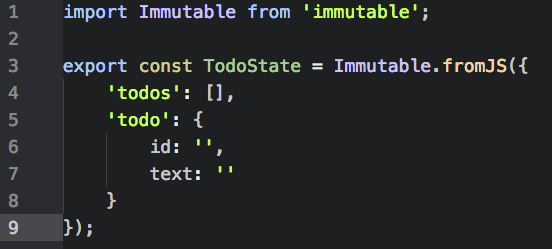 1 import Immutable from 'immutable';
2
3 export const TodoState = Immutable.fromJS({
4     'todos': [],
5     'todo': {
6         id: '',
7         text: ''
8     }
9 });